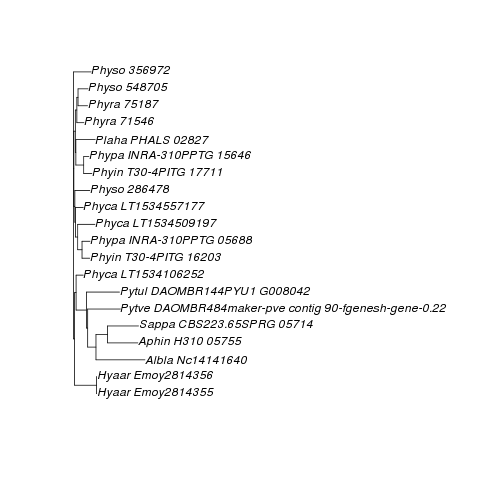 Physo 356972
Physo 548705
Phyra 75187
Phyra 71546
Plaha PHALS 02827
Phypa INRA-310PPTG 15646
Phyin T30-4PITG 17711
Physo 286478
Phyca LT1534557177
Phyca LT1534509197
Phypa INRA-310PPTG 05688
Phyin T30-4PITG 16203
Phyca LT1534106252
Pytul DAOMBR144PYU1 G008042
Pytve DAOMBR484maker-pve contig 90-fgenesh-gene-0.22
Sappa CBS223.65SPRG 05714
Aphin H310 05755
Albla Nc14141640
Hyaar Emoy2814356
Hyaar Emoy2814355